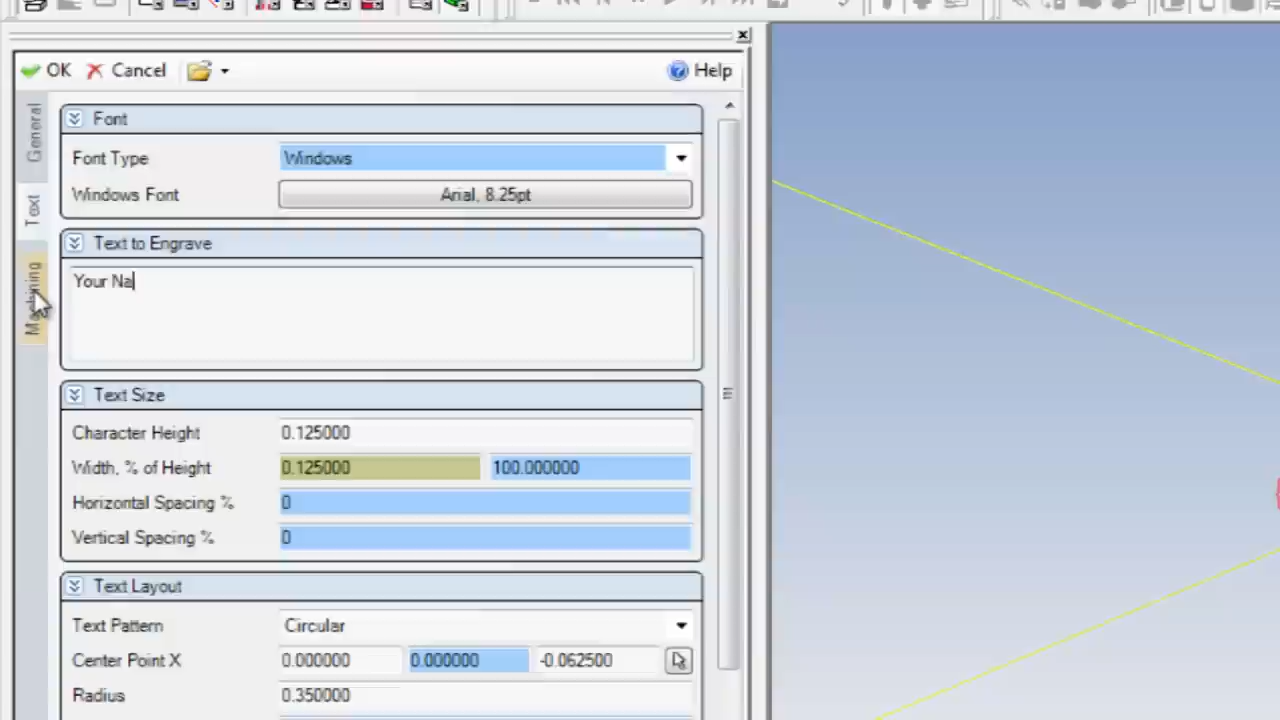 OK Cancel Help
General
Text
Machining
Font
Font Type Windows
Windows Font Arial, 8.25pt
Text to Engrave
Your Na
Text Size
Character Height 0.125000
Width, % of Height 0.125000 100.000000
Horizontal Spacing % 0
Vertical Spacing % 0
Text Layout
Text Pattern Circular
Center Point X 0.000000 0.000000 -0.062500
Radius 0.350000